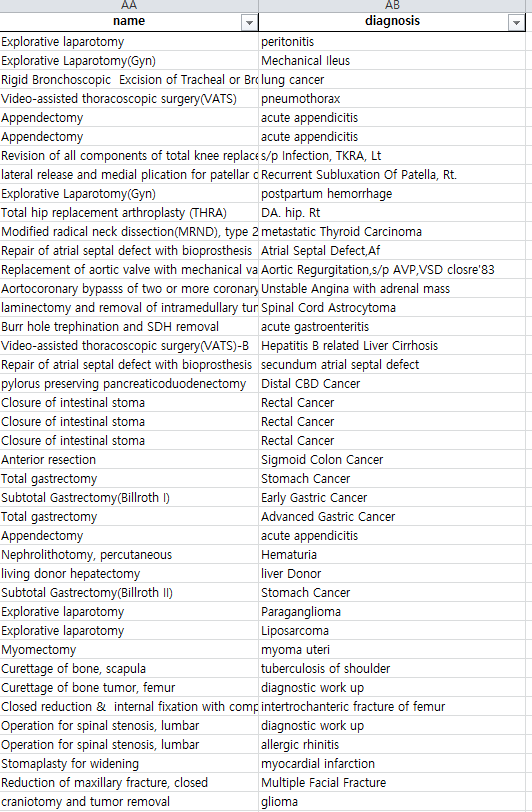 AA AB
name diagnosis
Explorative laparotomy peritonitis
Explorative Laparotomy(Gyn) Mechanical Ileus
Rigid Bronchoscopic Excision of Tracheal or Bro lung cancer
Video-assisted thoracoscopic surgery(VATS) pneumothorax
Appendectomy acute appendicitis
Appendectomy acute appendicitis
Revision of all components of total knee replace s/p Infection, TKRA, Lt
lateral release and medial plication for patellar d Recurrent Subluxation Of Patella, Rt.
Explorative Laparotomy(Gyn) postpartum hemorrhage
Total hip replacement arthroplasty (THRA) DA. hip. Rt
Modified radical neck dissection(MRND), type 2 metastatic Thyroid Carcinoma
Repair of atrial septal defect with bioprosthesis Atrial Septal Defect,Af
Replacement of aortic valve with mechanical va Aortic Regurgitation,s/p AVP,VSD closre'83
Aortocoronary bypasss of two or more coronary Unstable Angina with adrenal mass
laminectomy and removal of intramedullary tur Spinal Cord Astrocytoma
Burr hole trephination and SDH removal acute gastroenteritis
Video-assisted thoracoscopic surgery(VATS)-B Hepatitis B related Liver Cirrhosis
Repair of atrial septal defect with bioprosthesis secundum atrial septal defect
pylorus preserving pancreaticoduodenectomy Distal CBD Cancer
Closure of intestinal stoma Rectal Cancer
Closure of intestinal stoma Rectal Cancer
Closure of intestinal stoma Rectal Cancer
Anterior resection Sigmoid Colon Cancer
Total gastrectomy Stomach Cancer
Subtotal Gastrectomy(Billroth I) Early Gastric Cancer
Total gastrectomy Advanced Gastric Cancer
Appendectomy acute appendicitis
Nephrolithotomy, percutaneous Hematuria
living donor hepatectomy liver Donor
Subtotal Gastrectomy(Billroth II) Stomach Cancer
Explorative laparotomy Paraganglioma
Explorative laparotomy Liposarcoma
Myomectomy myoma uteri
Curettage of bone, scapula tuberculosis of shoulder
Curettage of bone tumor, femur diagnostic work up
Closed reduction & internal fixation with comp intertrochanteric fracture of femur
Operation for spinal stenosis, lumbar diagnostic work up
Operation for spinal stenosis, lumbar allergic rhinitis
Stomaplasty for widening myocardial infarction
Reduction of maxillary fracture, closed Multiple Facial Fracture
craniotomy and tumor removal glioma